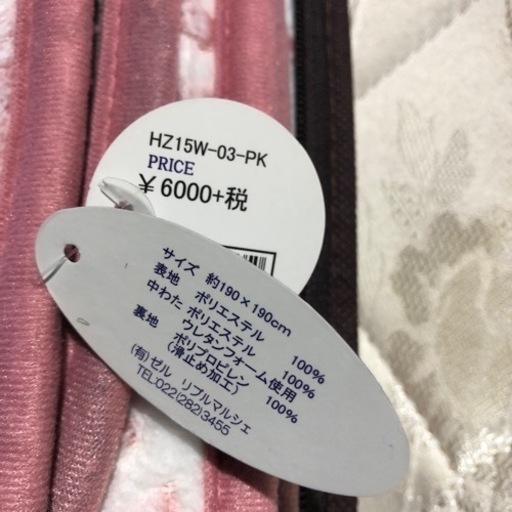 HZ15W-03-PK
PRICE
¥ 6000+税
サイズ 約190×190cm
表地 ポリエステル 100%
中わた ポリエステル 100%
ウレタンフォーム使用
裏地 ポリプロピレン 100%
(滑止め加工)
(有)ゼル リブルマルシェ
TEL:022(282)3455